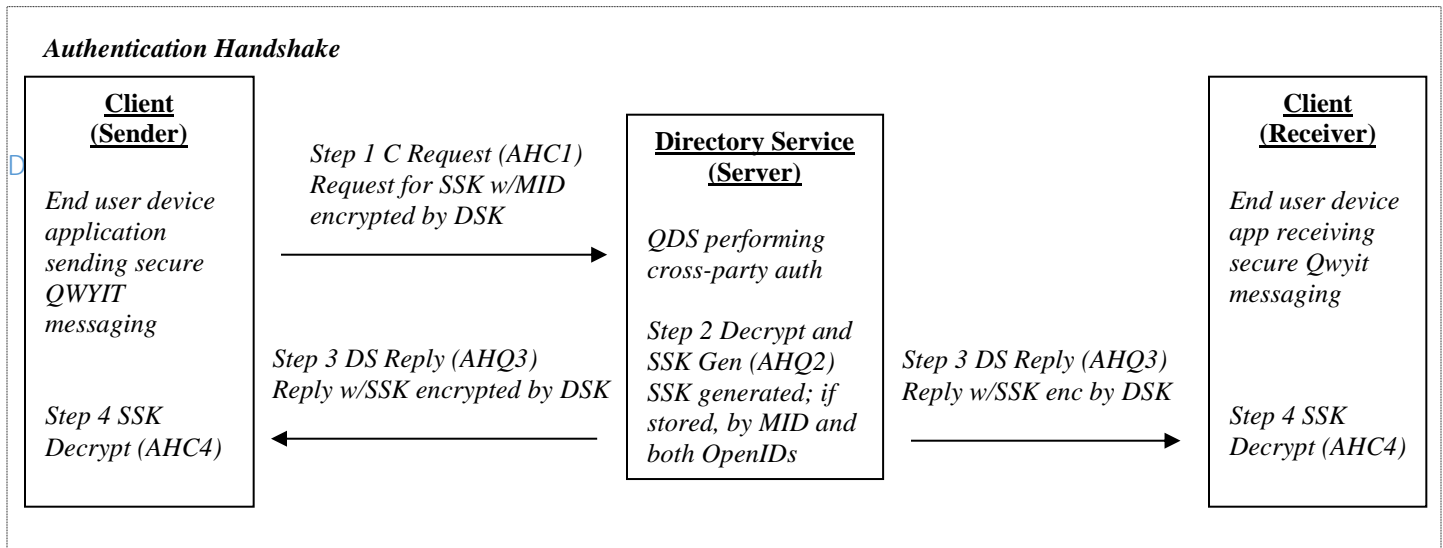 Authentication Handshake
Client
(Sender)
End user device
application
sending secure
QWYIT
messaging
Step 4 SSK
Decrypt (AHC4)
D
Step 1 C Request (AHC1)
Request for SSK w/MID
encrypted by DSK
Step 3 DS Reply (AHQ3)
Reply w/SSK encrypted by DSK
Directory Service
(Server)
QDS performing
cross-party auth
Step 2 Decrypt and
SSK Gen (AHQ2)
SSK generated; if
stored, by MID and
both OpenIDs
Step 3 DS Reply (AHQ3)
Reply w/SSK enc by DSK
Client
(Receiver)
End user device
app receiving
secure Qwyit
messaging
Step 4 SSK
Decrypt (AHC4)